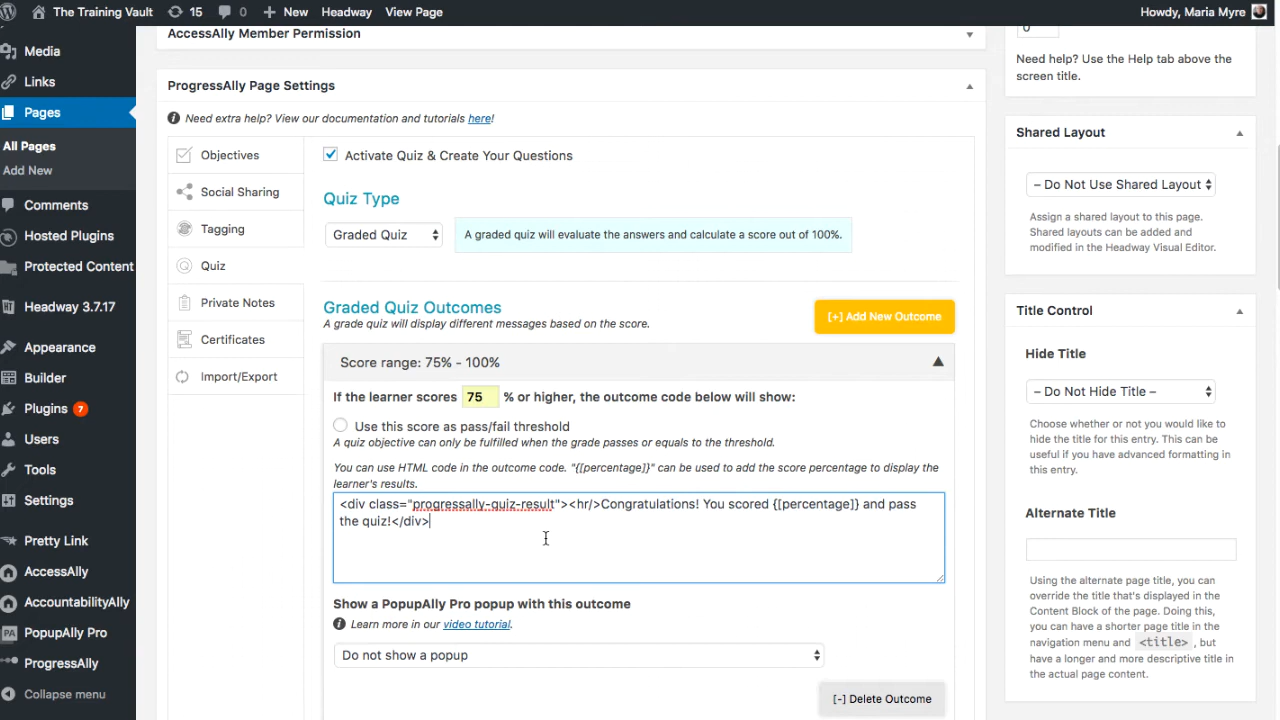 The Training Vault
15
0
New
Headway
View Page
Howdy, Maria Myre
Media
Links
Pages
All Pages
Add New
Comments
Hosted Plugins
Protected Content
Headway 3.7.17
Appearance
Builder
Plugins 7
Users
Tools
Settings
Pretty Link
AccessAlly
AccountabilityAlly
PA PopupAlly Pro
ProgressAlly
Collapse menu
AccessAlly Member Permission
ProgressAlly Page Settings
Need extra help? View our documentation and tutorials here!
Objectives
Social Sharing
Tagging
Quiz
Private Notes
Certificates
Import/Export
Activate Quiz & Create Your Questions
Quiz Type
Graded Quiz
A graded quiz will evaluate the answers and calculate a score out of 100%.
Graded Quiz Outcomes
A grade quiz will display different messages based on the score.
[+] Add New Outcome
Score range: 75% - 100%
If the learner scores 75 % or higher, the outcome code below will show:
Use this score as pass/fail threshold
A quiz objective can only be fulfilled when the grade passes or equals to the threshold.
You can use HTML code in the outcome code. "{[percentage]}" can be used to add the score percentage to display the
learner's results.
<div class="progressally-quiz-result"><hr/>Congratulations! You scored {[percentage]} and pass
the quiz!</div>
Show a PopupAlly Pro popup with this outcome
Learn more in our video tutorial.
Do not show a popup
[-] Delete Outcome
0
Need help? Use the Help tab above the
screen title.
Shared Layout
– Do Not Use Shared Layout
Assign a shared layout to this page.
Shared layouts can be added and
modified in the Headway Visual Editor.
Title Control
Hide Title
– Do Not Hide Title –
Choose whether or not you would like to
hide the title for this entry. This can be
useful if you have advanced formatting in
this entry.
Alternate Title
Using the alternate page title, you can
override the title that's displayed in the
Content Block of the page. Doing this,
you can have a shorter page title in the
navigation menu and <title> , but
have a longer and more descriptive title in
the actual page content.